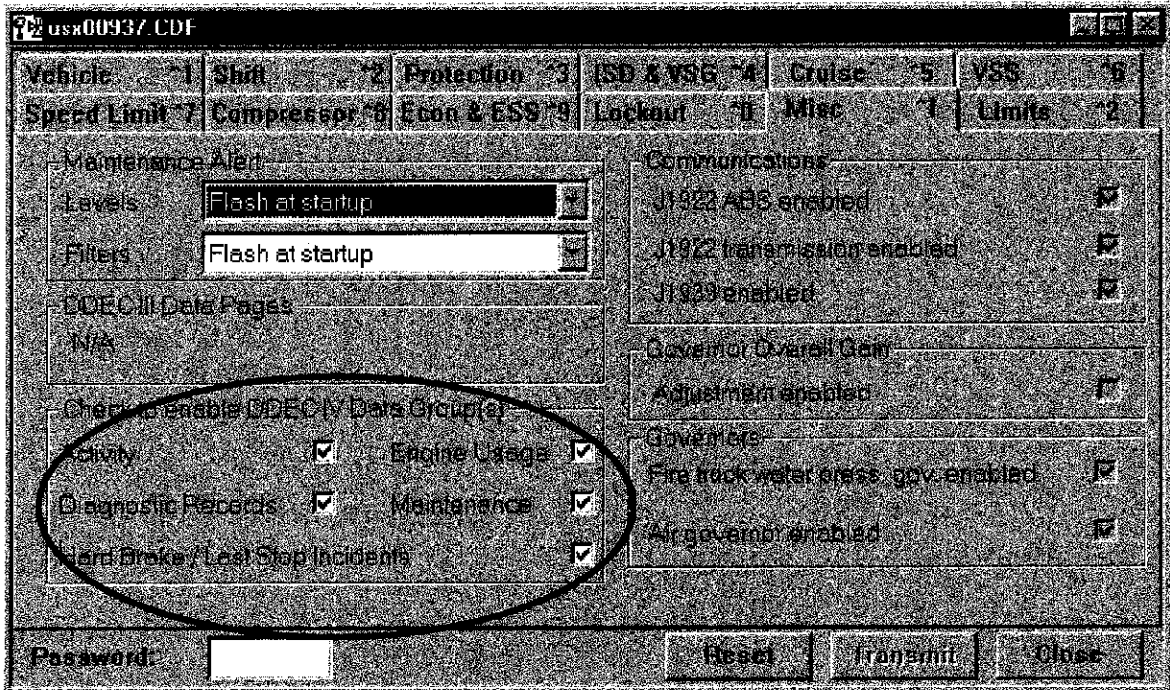 usx00937.CDF
Vehicle ^1 Shift ^2 Protection ^3 ISD & VSG ^4 Cruise ^5 VSS ^6
Speed Limit ^7 Compressor ^8 Econ & ESS ^9 Lockout ^0 Misc ^1 Limits ^2
Maintenance Alert
Levels Flash at startup
Filters Flash at startup
DDEC III Data Pages
N/A
Check to enable DDEC IV Data Group(s)
Activity Engine Usage
Diagnostic Records Maintenance
Hard Brake / Last Stop Incidents
Communications
J1922 ABS enabled
J1922 transmission enabled
J1939 enabled
Governor Overall Gain
Adjustment enabled
Governors
Fire truck water press. gov. enabled
Air governor enabled
Password: Reset Transmit Close